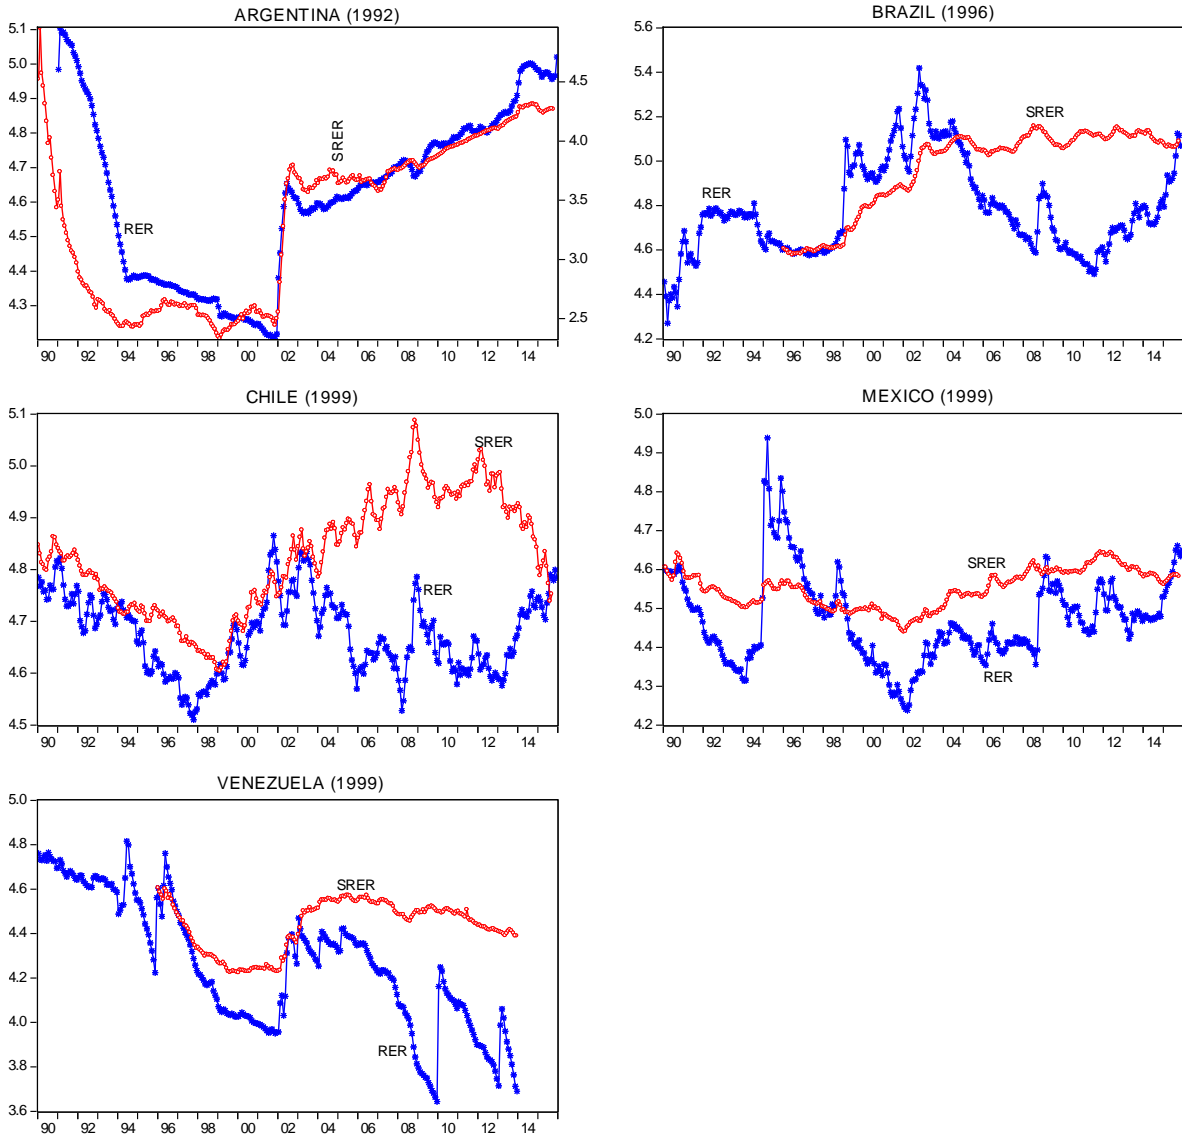 ARGENTINA (1992)
5.1
5.0
4.9
4.8
4.7
4.6
4.5
4.4
4.3
4.5
4.0
3.5
3.0
2.5
SRER
RER
90 92 94 96 98 00 02 04 06 08 10 12 14
BRAZIL (1996)
5.6
5.4
5.2
5.0
4.8
4.6
4.4
4.2
SRER
RER
90 92 94 96 98 00 02 04 06 08 10 12 14
CHILE (1999)
5.1
5.0
4.9
4.8
4.7
4.6
4.5
SRER
RER
90 92 94 96 98 00 02 04 06 08 10 12 14
MEXICO (1999)
5.0
4.9
4.8
4.7
4.6
4.5
4.4
4.3
4.2
SRER
RER
90 92 94 96 98 00 02 04 06 08 10 12 14
VENEZUELA (1999)
5.0
4.8
4.6
4.4
4.2
4.0
3.8
3.6
SRER
RER
90 92 94 96 98 00 02 04 06 08 10 12 14